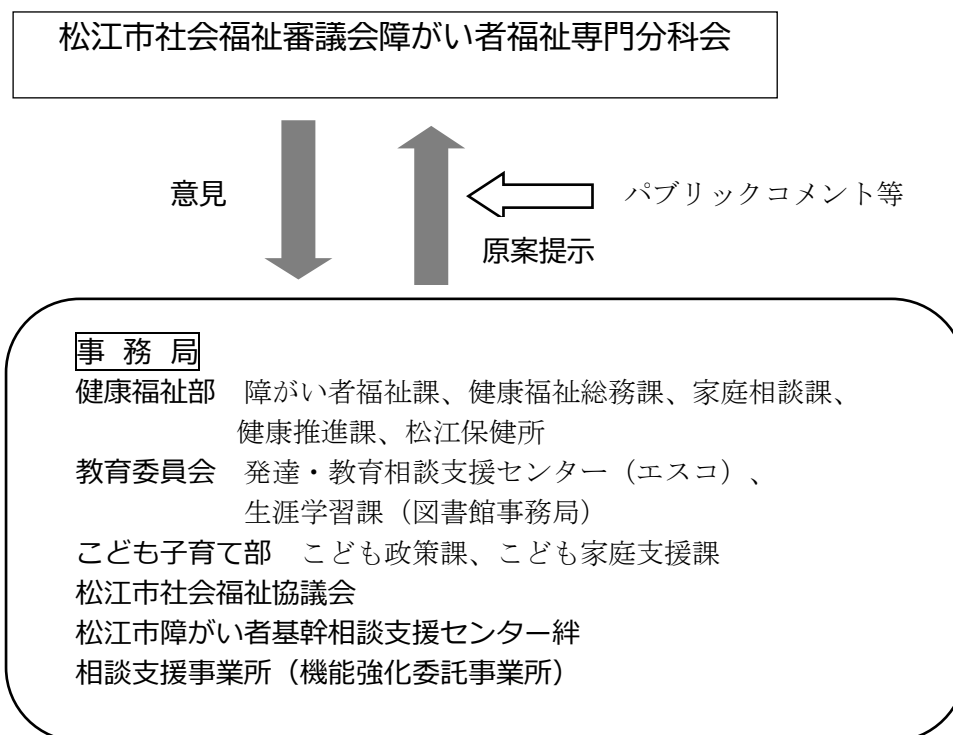 松江市社会福祉審議会障がい者福祉専門分科会
意見
パブリックコメント等
原案提示
事 務 局
健康福祉部 障がい者福祉課、健康福祉総務課、家庭相談課、
健康推進課、松江保健所
教育委員会 発達・教育相談支援センター(エスコ)、
生涯学習課(図書館事務局)
こども子育て部 こども政策課、こども家庭支援課
松江市社会福祉協議会
松江市障がい者基幹相談支援センター絆
相談支援事業所(機能強化委託事業所)